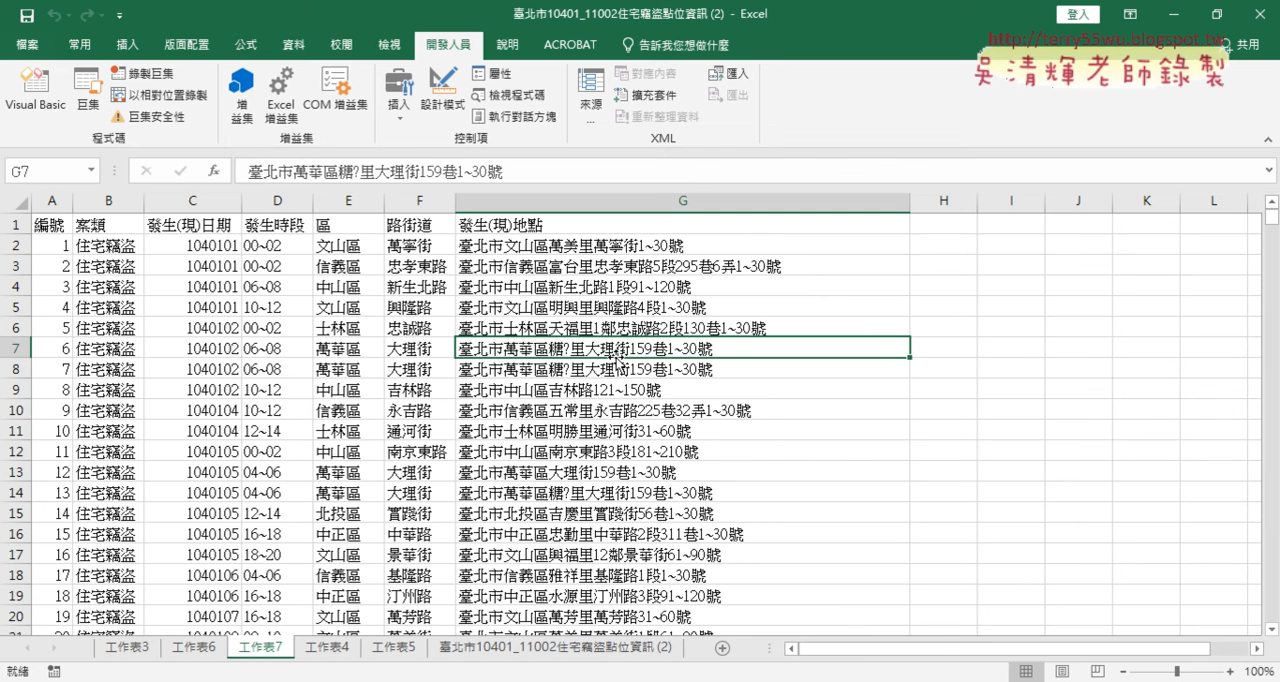 臺北市10401_11002住宅竊盜點位資訊 (2) - Excel
登入
檔案 常用 插入 版面配置 公式 資料 校閱 檢視 開發人員 說明 ACROBAT 告訴我您想做什麼 共用
http://terry55wu.blogspot.tw
吳清輝老師錄製
Visual Basic 巨集 錄製巨集 以相對位置錄製 巨集安全性
程式碼
增益集 Excel 增益集 COM 增益集
增益集
插入 設計模式 屬性 檢視程式碼 執行對話方塊
控制項
來源... 對應內容 擴充套件 重新整理資料 匯入 匯出
XML
G7 fx 臺北市萬華區糖?里大理街159巷1~30號
A B C D E F G H I J K L
1 編號 案類 發生(現)日期 發生時段 區 路街道 發生(現)地點
2 1 住宅竊盜 1040101 00~02 文山區 萬寧街 臺北市文山區萬美里萬寧街1~30號
3 2 住宅竊盜 1040101 00~02 信義區 忠孝東路 臺北市信義區富台里忠孝東路5段295巷6弄1~30號
4 3 住宅竊盜 1040101 06~08 中山區 新生北路 臺北市中山區新生北路1段91~120號
5 4 住宅竊盜 1040101 10~12 文山區 興隆路 臺北市文山區明興里興隆路4段1~30號
6 5 住宅竊盜 1040102 00~02 士林區 忠誠路 臺北市士林區天福里1鄰忠誠路2段130巷1~30號
7 6 住宅竊盜 1040102 06~08 萬華區 大理街 臺北市萬華區糖?里大理街159巷1~30號
8 7 住宅竊盜 1040102 06~08 萬華區 大理街 臺北市萬華區糖?里大理街159巷1~30號
9 8 住宅竊盜 1040102 10~12 中山區 吉林路 臺北市中山區吉林路121~150號
10 9 住宅竊盜 1040104 10~12 信義區 永吉路 臺北市信義區五常里永吉路225巷32弄1~30號
11 10 住宅竊盜 1040104 12~14 士林區 通河街 臺北市士林區明勝里通河街31~60號
12 11 住宅竊盜 1040105 00~02 中山區 南京東路 臺北市中山區南京東路3段181~210號
13 12 住宅竊盜 1040105 04~06 萬華區 大理街 臺北市萬華區大理街159巷1~30號
14 13 住宅竊盜 1040105 04~06 萬華區 大理街 臺北市萬華區糖?里大理街159巷1~30號
15 14 住宅竊盜 1040105 12~14 北投區 實踐街 臺北市北投區吉慶里實踐街56巷1~30號
16 15 住宅竊盜 1040105 16~18 中正區 中華路 臺北市中正區忠勤里中華路2段311巷1~30號
17 16 住宅竊盜 1040105 18~20 文山區 景華街 臺北市文山區興福里12鄰景華街61~90號
18 17 住宅竊盜 1040106 04~06 信義區 基隆路 臺北市信義區雅祥里基隆路1段1~30號
19 18 住宅竊盜 1040106 16~18 中正區 汀州路 臺北市中正區水源里汀州路3段91~120號
20 19 住宅竊盜 1040107 16~18 文山區 萬芳路 臺北市文山區萬芳里萬芳路31~60號
工作表3 工作表6 工作表7 工作表4 工作表5 臺北市10401_11002住宅竊盜點位資訊 (2)
就緒 100%